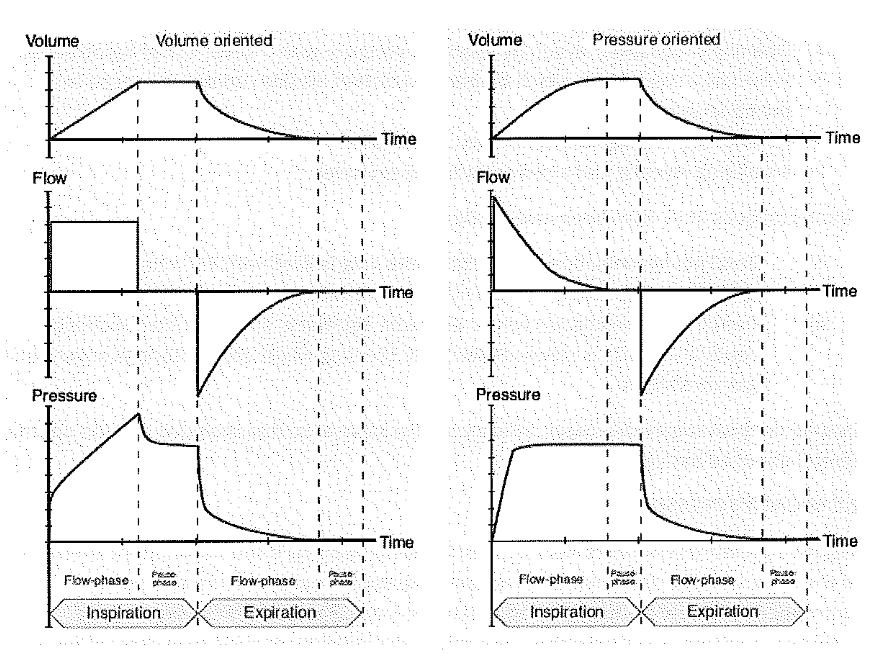 Volume
Volume oriented
Time
Flow
Time
Pressure
Time
Flow-phase
Pause-
phase
Flow-phase
Pause-
phase
Inspiration
Expiration
Volume
Pressure oriented
Time
Flow
Time
Pressure
Time
Flow-phase
Pause-
phase
Flow-phase
Pause-
phase
Inspiration
Expiration